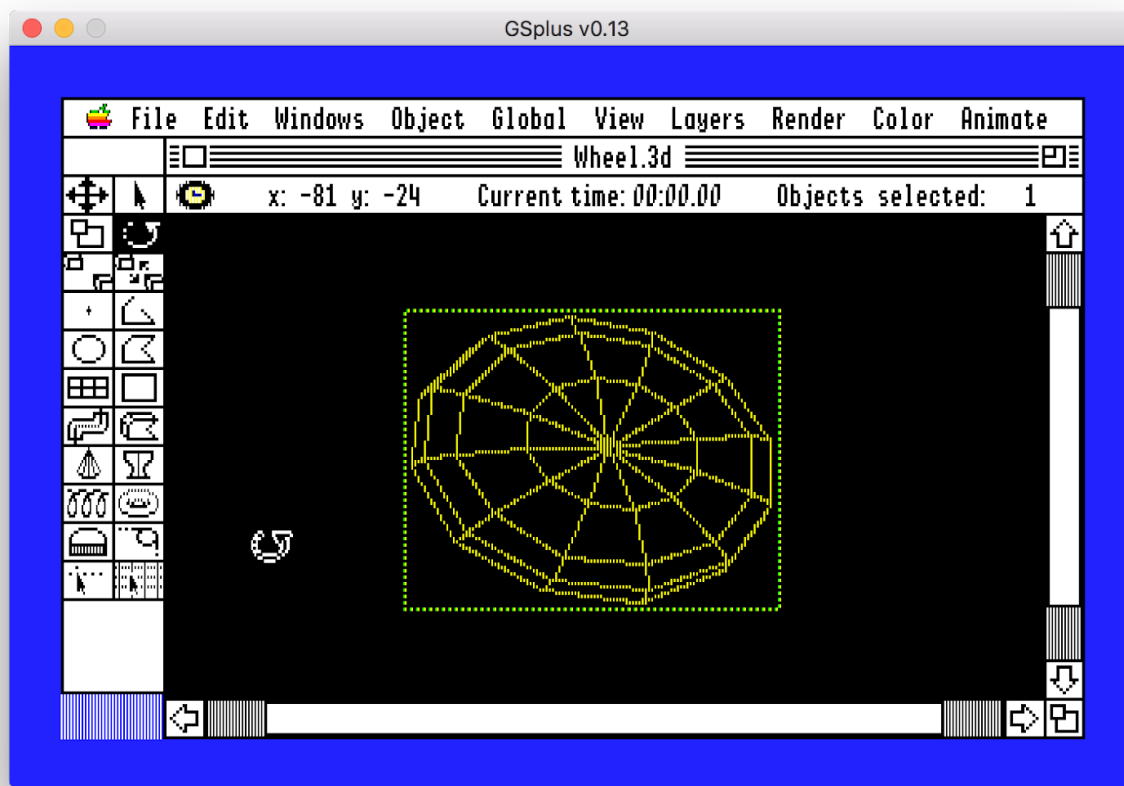 GSplus v0.13
File Edit Windows Object Global View Layers Render Color Animate
Wheel.3d
x: -81 y: -24 Current time: 00:00.00 Objects selected: 1